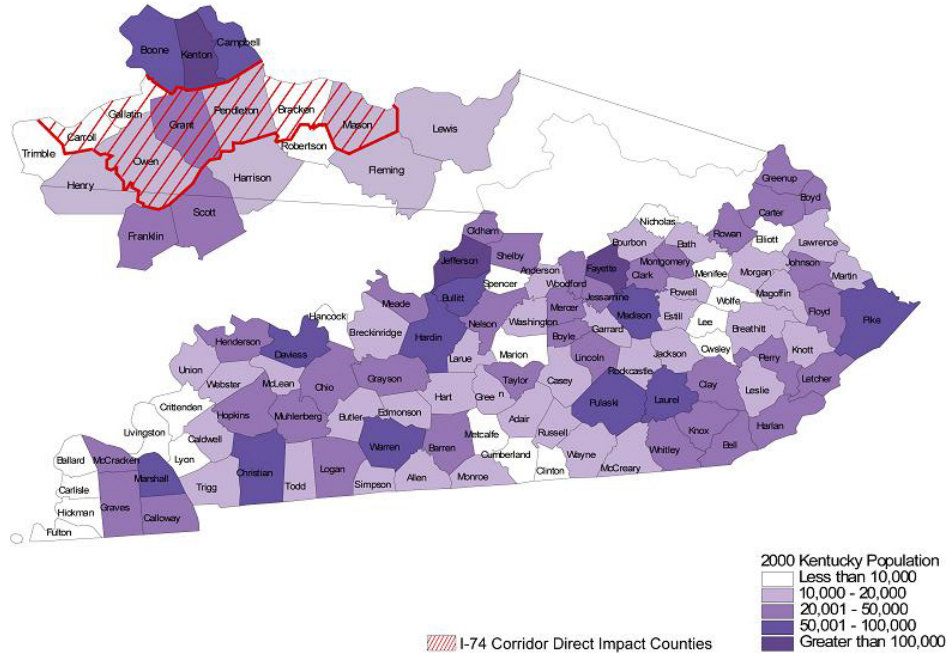 Boone
Kenton
Campbell
Gallatin
Carroll
Trimble
Grant
Pendleton
Bracken
Mason
Lewis
Robertson
Owen
Henry
Harrison
Fleming
Scott
Franklin
Greenup
Boyd
Carter
Nicholas
Rowan
Elliott
Lawrence
Oldham
Bourbon
Bath
Jefferson
Shelby
Fayette
Montgomery
Johnson
Anderson
Woodford
Clark
Menifee
Morgan
Martin
Spencer
Bullitt
Jessamine
Powell
Magoffin
Meade
Mercer
Madison
Wolfe
Floyd
Pike
Hancock
Nelson
Washington
Estill
Lee
Breathitt
Breckinridge
Hardin
Boyle
Garrard
Henderson
Daviess
Marion
Lincoln
Jackson
Owsley
Knott
Larue
Rockcastle
Perry
Union
Webster
McLean
Ohio
Grayson
Taylor
Casey
Clay
Leslie
Letcher
Hart
Gree
n
Pulaski
Laurel
Crittenden
Hopkins
Muhlenberg
Butler
Edmonson
Adair
Harlan
Livingston
Caldwell
Metcalfe
Russell
Knox
Bell
Warren
Barren
Cumberland
Wayne
Whitley
Ballard
McCracken
Lyon
Clinton
McCreary
Carlisle
Marshall
Trigg
Christian
Todd
Logan
Simpson
Allen
Monroe
Hickman
Graves
Calloway
Fulton
2000 Kentucky Population
Less than 10,000
10,000 - 20,000
20,001 - 50,000
50,001 - 100,000
Greater than 100,000
I-74 Corridor Direct Impact Counties